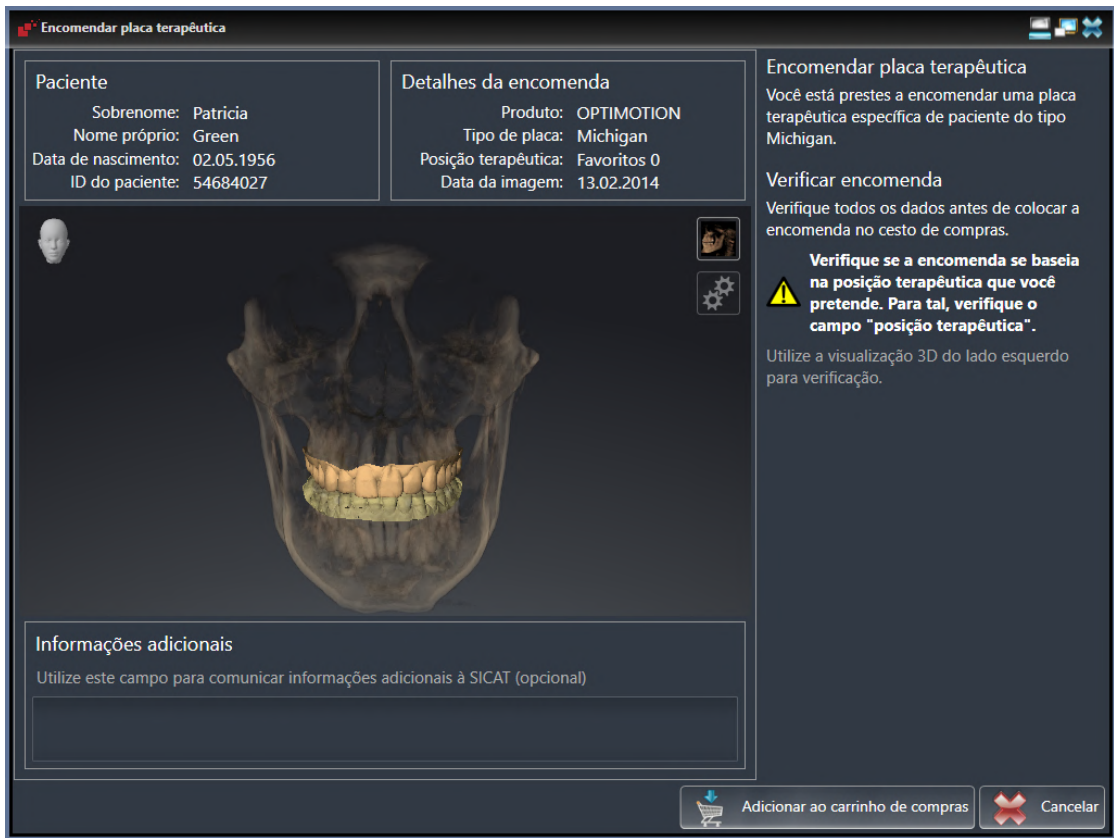 Encomendar placa terapêutica
Paciente
Sobrenome: Patricia
Nome próprio: Green
Data de nascimento: 02.05.1956
ID do paciente: 54684027
Detalhes da encomenda
Produto: OPTIMOTION
Tipo de placa: Michigan
Posição terapêutica: Favoritos 0
Data da imagem: 13.02.2014
Informações adicionais
Utilize este campo para comunicar informações adicionais à SICAT (opcional)
Encomendar placa terapêutica
Você está prestes a encomendar uma placa
terapêutica específica de paciente do tipo
Michigan.
Verificar encomenda
Verifique todos os dados antes de colocar a
encomenda no cesto de compras.
Verifique se a encomenda se baseia
na posição terapêutica que você
pretende. Para tal, verifique o
campo "posição terapêutica".
Utilize a visualização 3D do lado esquerdo
para verificação.
Adicionar ao carrinho de compras
Cancelar